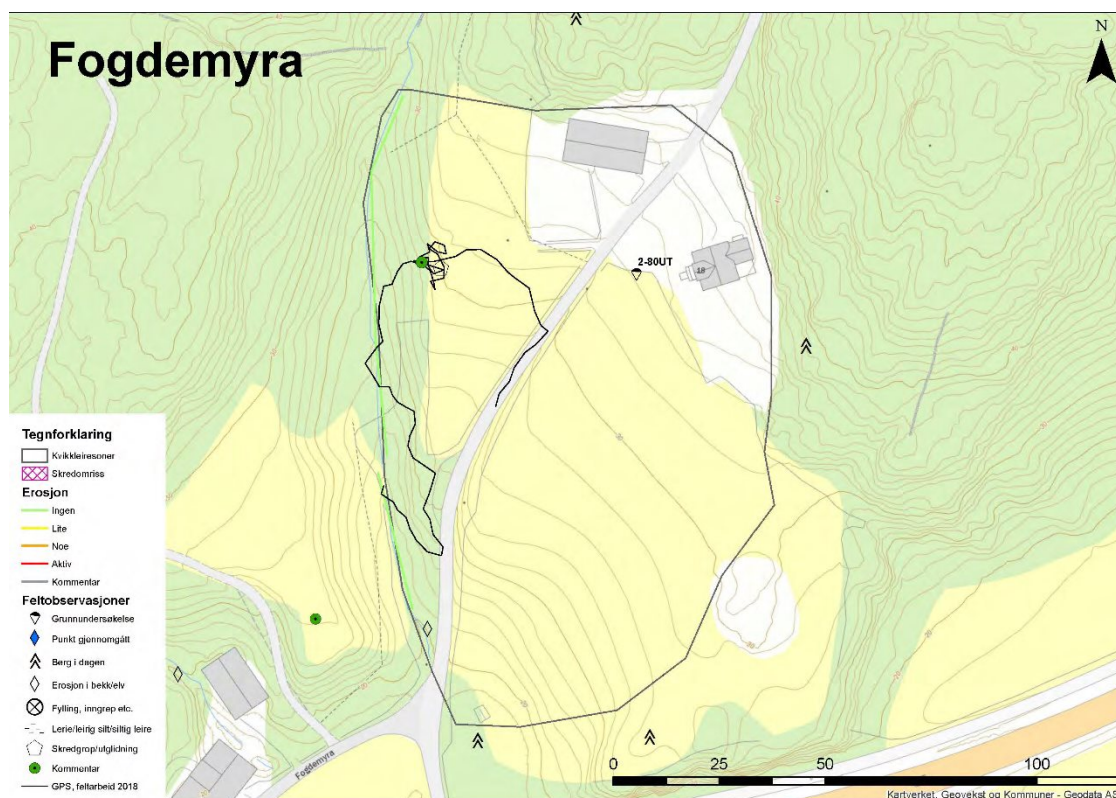 Fogdemyra
N
2-80UT
18
Tegnforklaring
Kvikkleiresoner
Skredomriss
Erosjon
Ingen
Lite
Noe
Aktiv
Kommentar
Feltobservasjoner
Grunnundersøkelse
Punkt gjennomgått
Berg i dagen
Erosjon i bekk/elv
Fylling, inngrep etc.
Lerie/leirig silt/siltig leire
Skredgrop/utglidning
Kommentar
GPS, feltarbeid 2018
Fogdemyra
0 25 50 100
Kartverket, Geovekst og Kommuner - Geodata AS